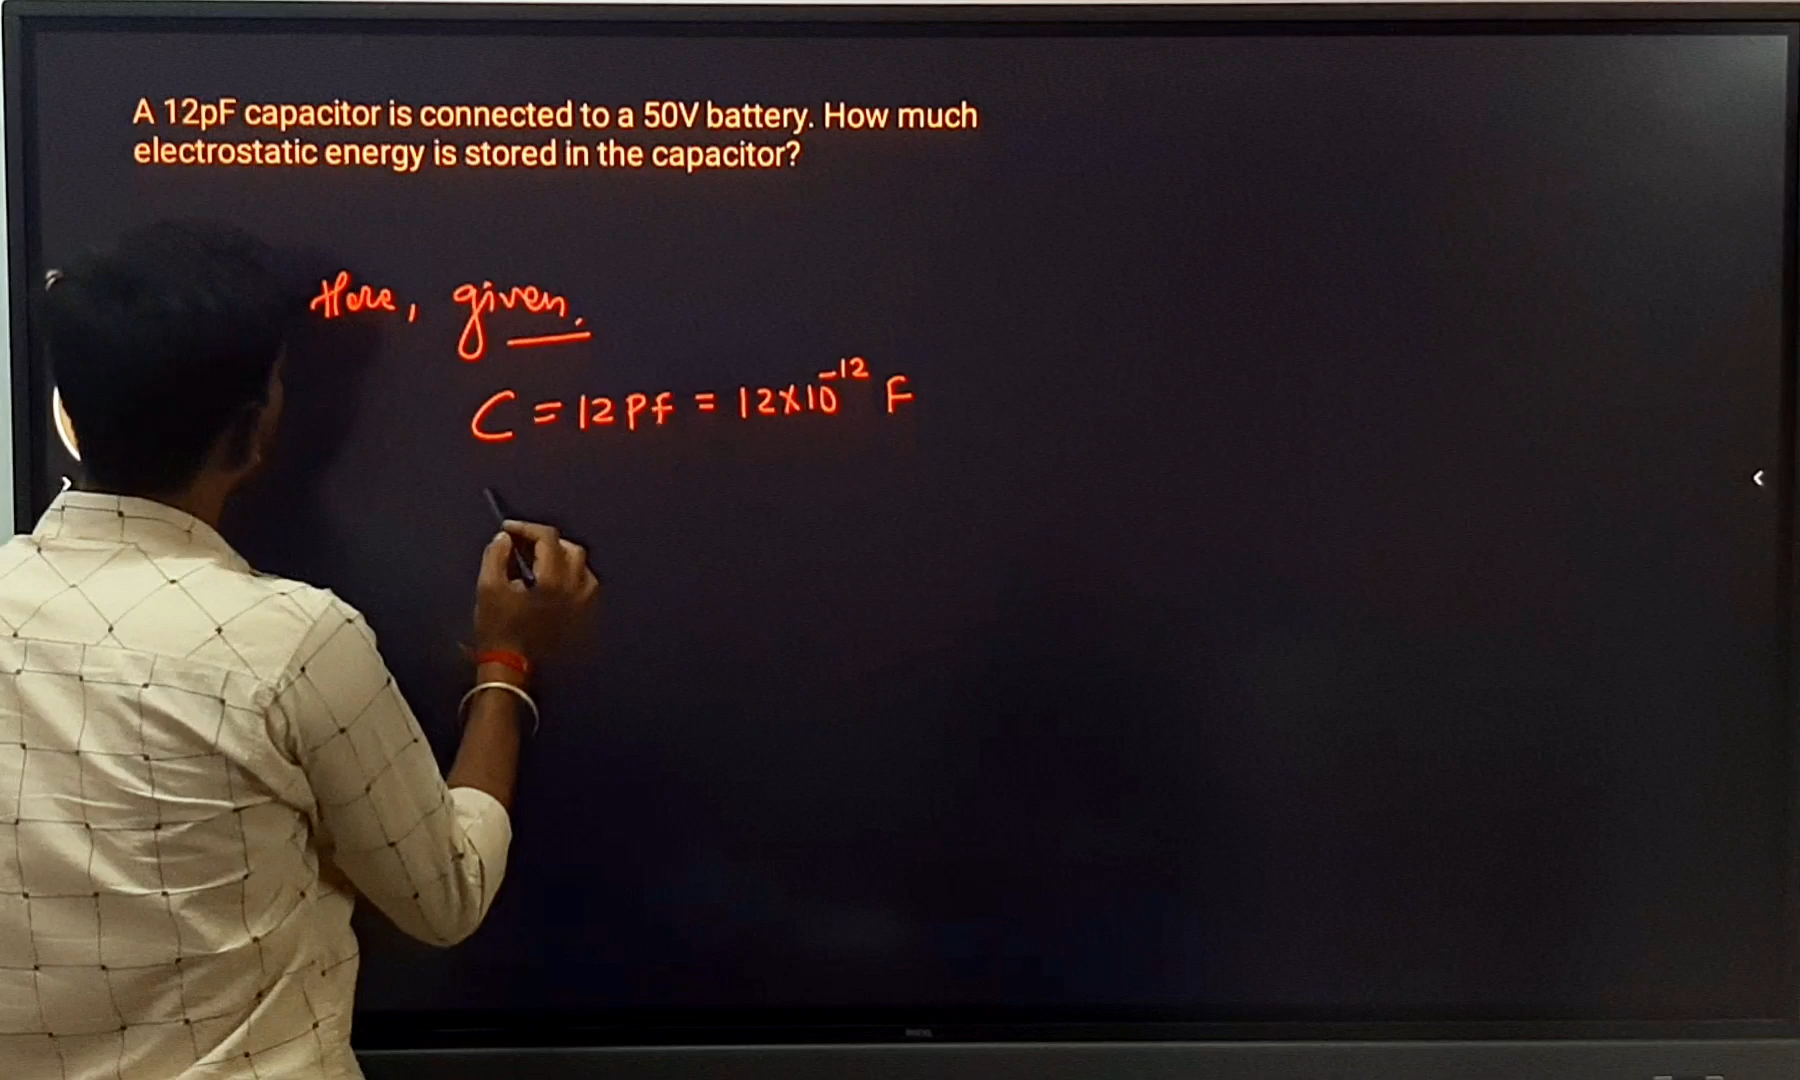 A 12pF capacitor is connected to a 50V battery. How much
electrostatic energy is stored in the capacitor?
Here, given.
C = 12 Pf = 12×10⁻¹² F